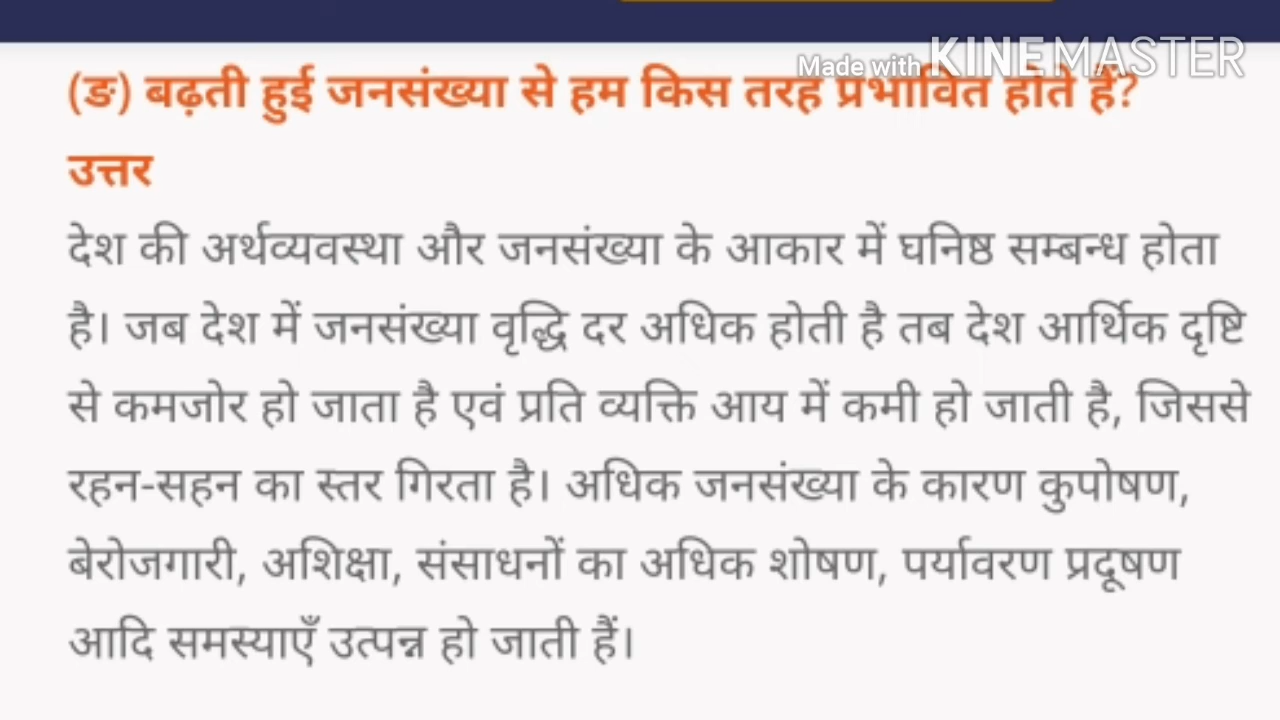 Made with KINEMASTER
(ङ) बढ़ती हुई जनसंख्या से हम किस तरह प्रभावित होते हैं?
उत्तर
देश की अर्थव्यवस्था और जनसंख्या के आकार में घनिष्ठ सम्बन्ध होता
है। जब देश में जनसंख्या वृद्धि दर अधिक होती है तब देश आर्थिक दृष्टि
से कमजोर हो जाता है एवं प्रति व्यक्ति आय में कमी हो जाती है, जिससे
रहन-सहन का स्तर गिरता है। अधिक जनसंख्या के कारण कुपोषण,
बेरोजगारी, अशिक्षा, संसाधनों का अधिक शोषण, पर्यावरण प्रदूषण
आदि समस्याएँ उत्पन्न हो जाती हैं।